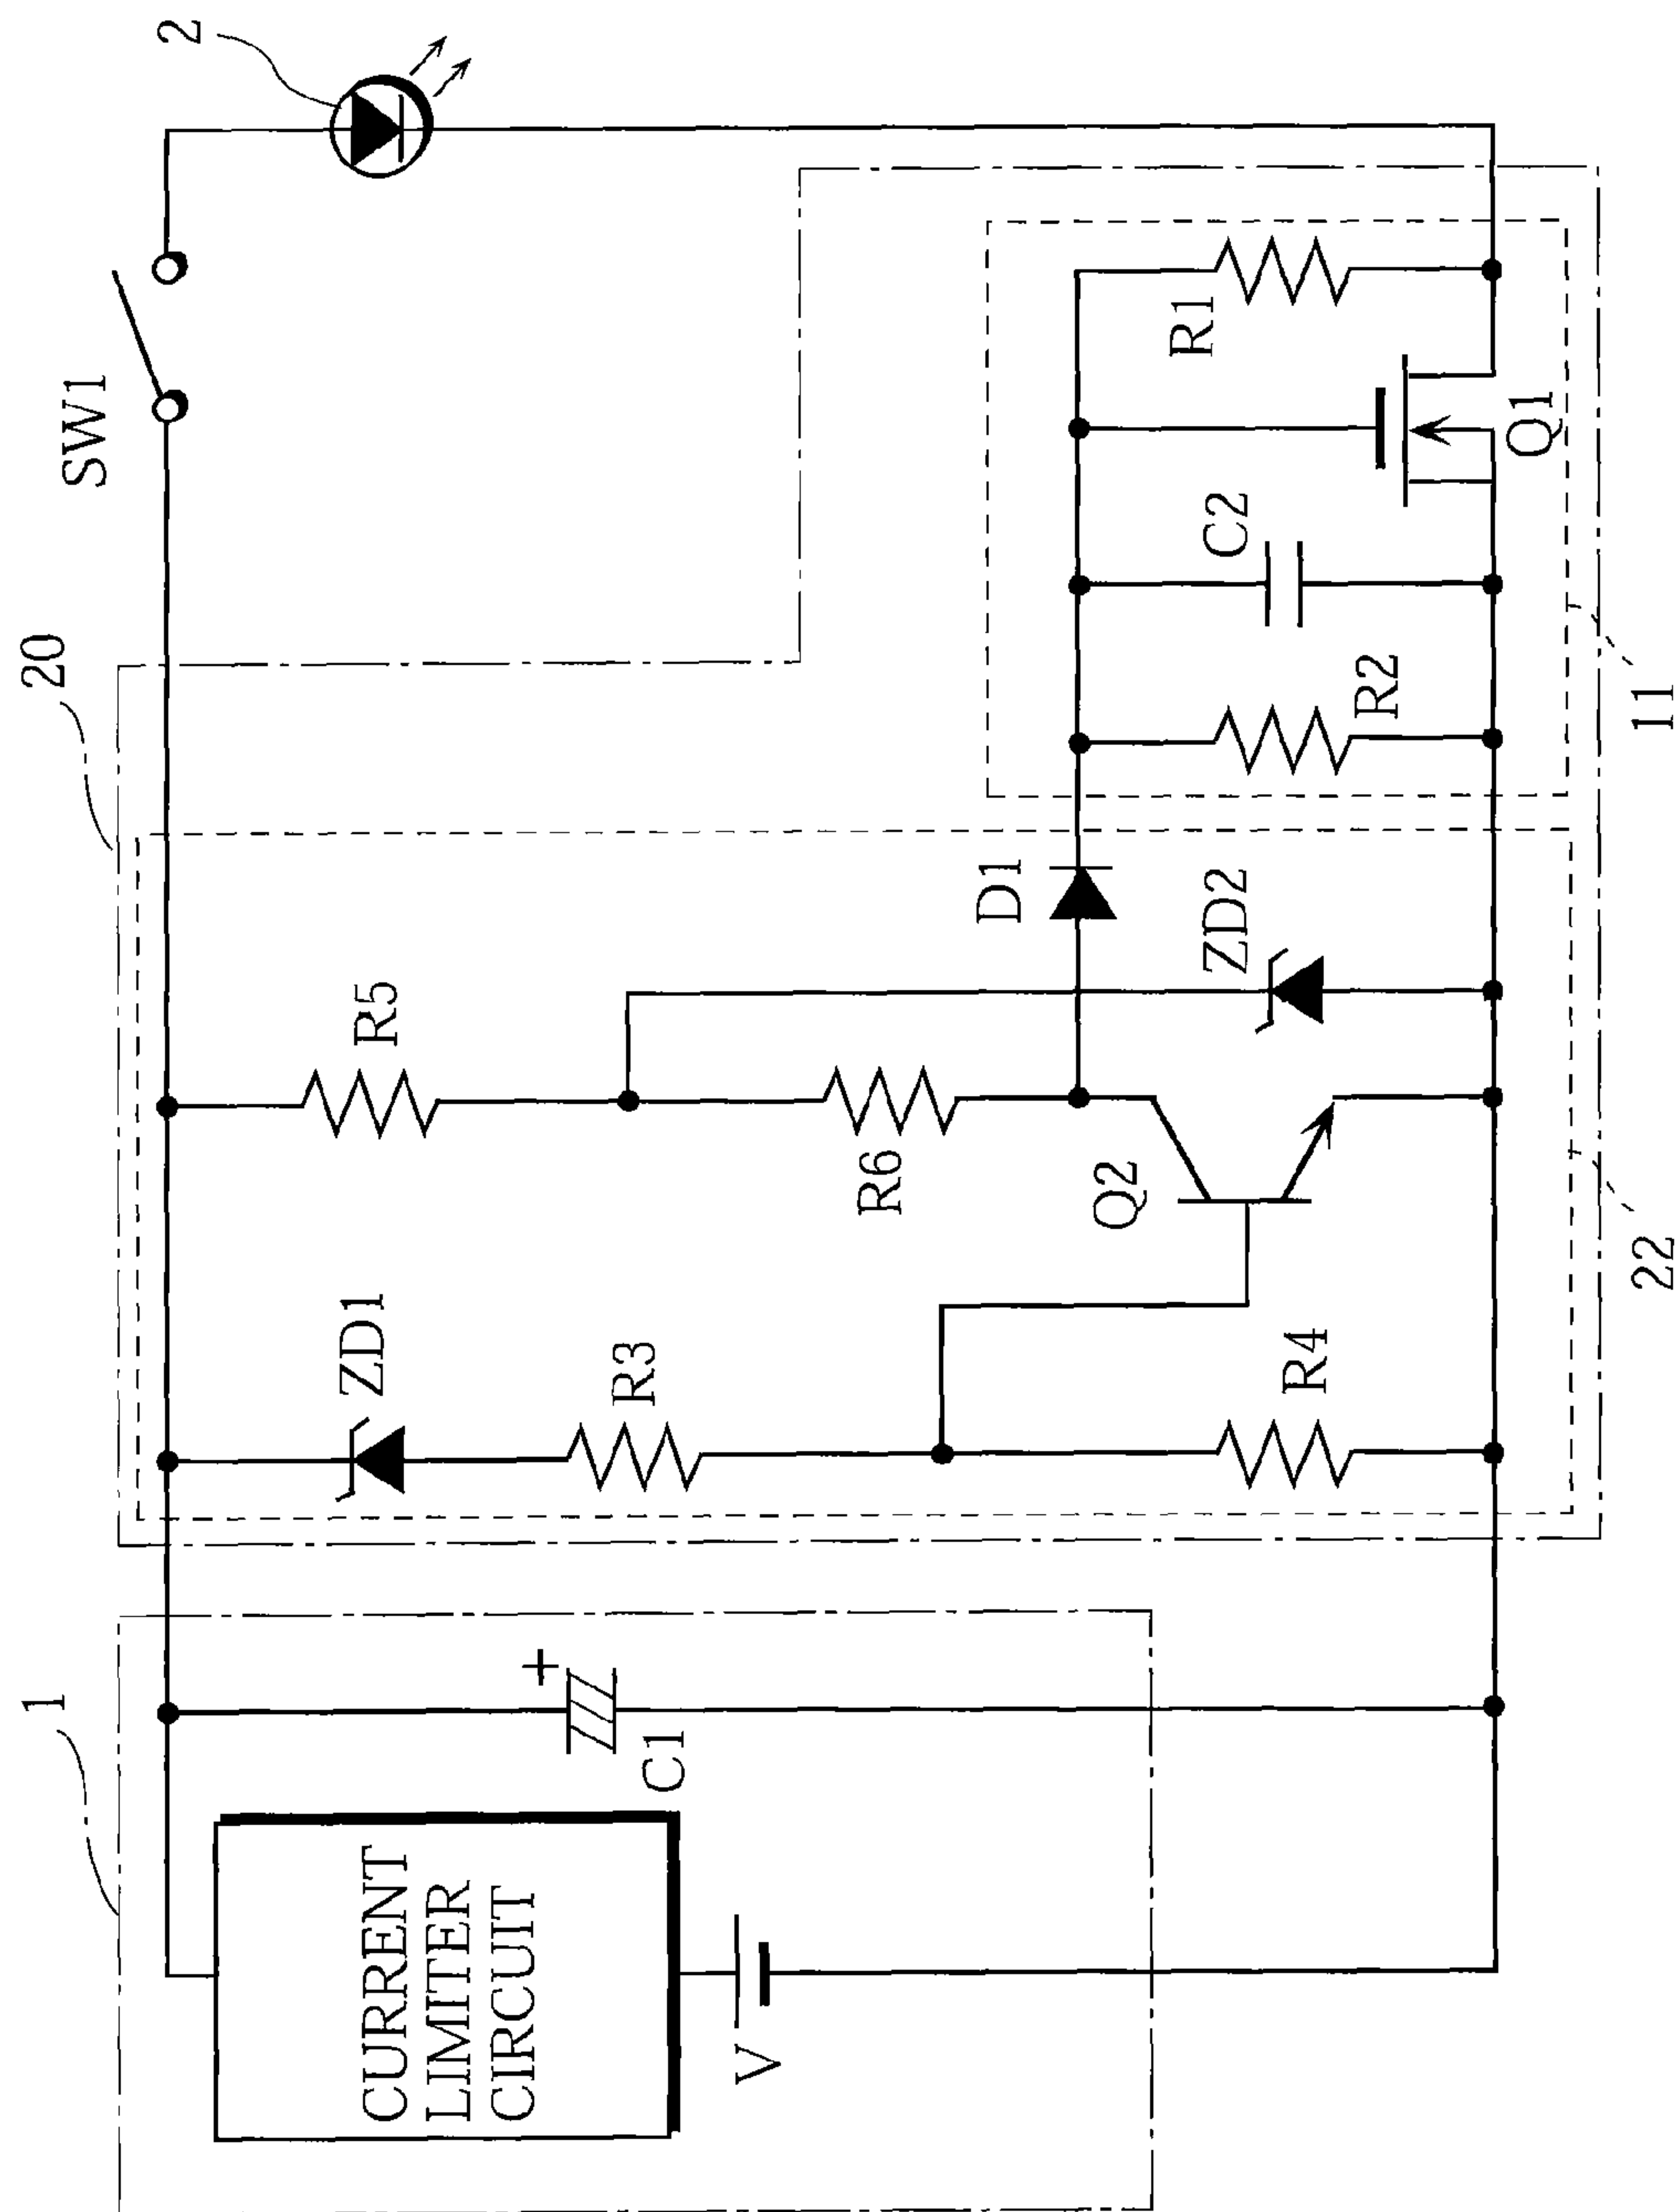 1
CURRENT
LIMITER
CIRCUIT
V
+
C1
20
ZD1
R3
R4
R5
R6
Q2
D1
ZD2
22
R2
C2
R1
Q1
11
SW1
2